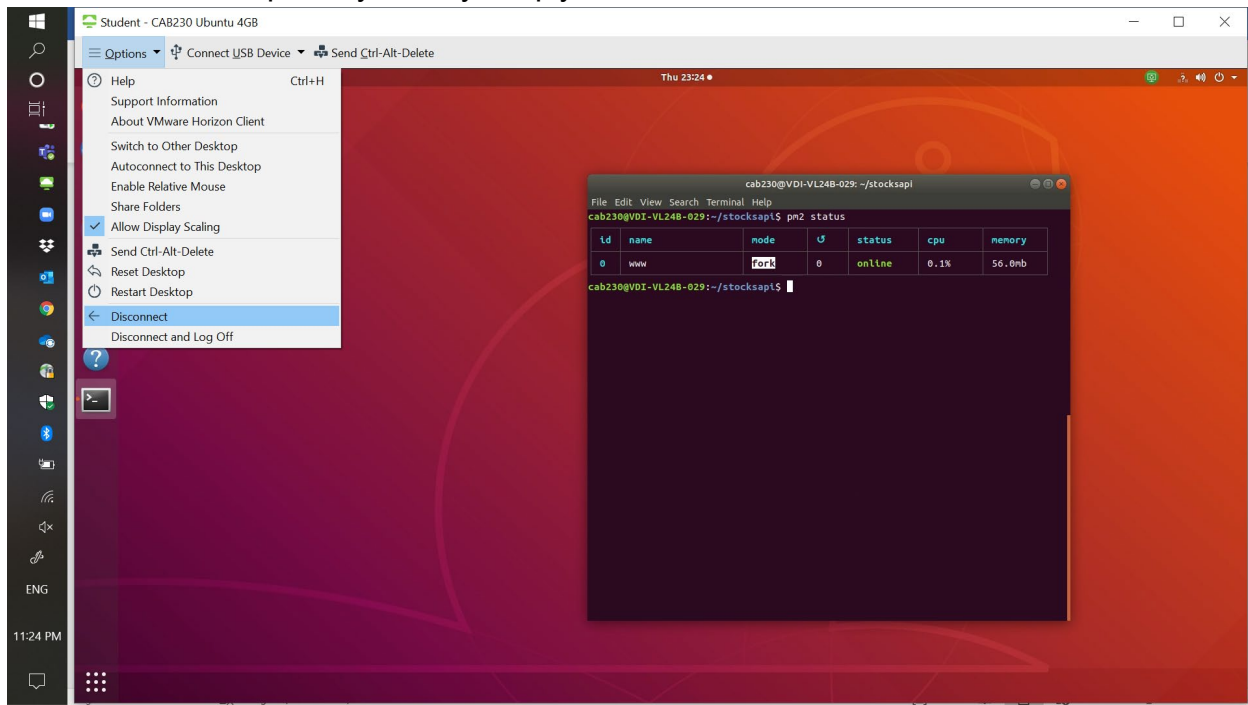 Student - CAB230 Ubuntu 4GB
Options Connect USB Device Send Ctrl-Alt-Delete
Help Ctrl+H
Support Information
About VMware Horizon Client
Switch to Other Desktop
Autoconnect to This Desktop
Enable Relative Mouse
Share Folders
Allow Display Scaling
Send Ctrl-Alt-Delete
Reset Desktop
Restart Desktop
Disconnect
Disconnect and Log Off
Thu 23:24
cab230@VDI-VL24B-029: ~/stocksapi
File Edit View Search Terminal Help
cab230@VDI-VL24B-029:~/stocksapi$ pm2 status
id name mode ↺ status cpu memory
0 www fork 0 online 0.1% 56.0mb
cab230@VDI-VL24B-029:~/stocksapi$
ENG
11:24 PM